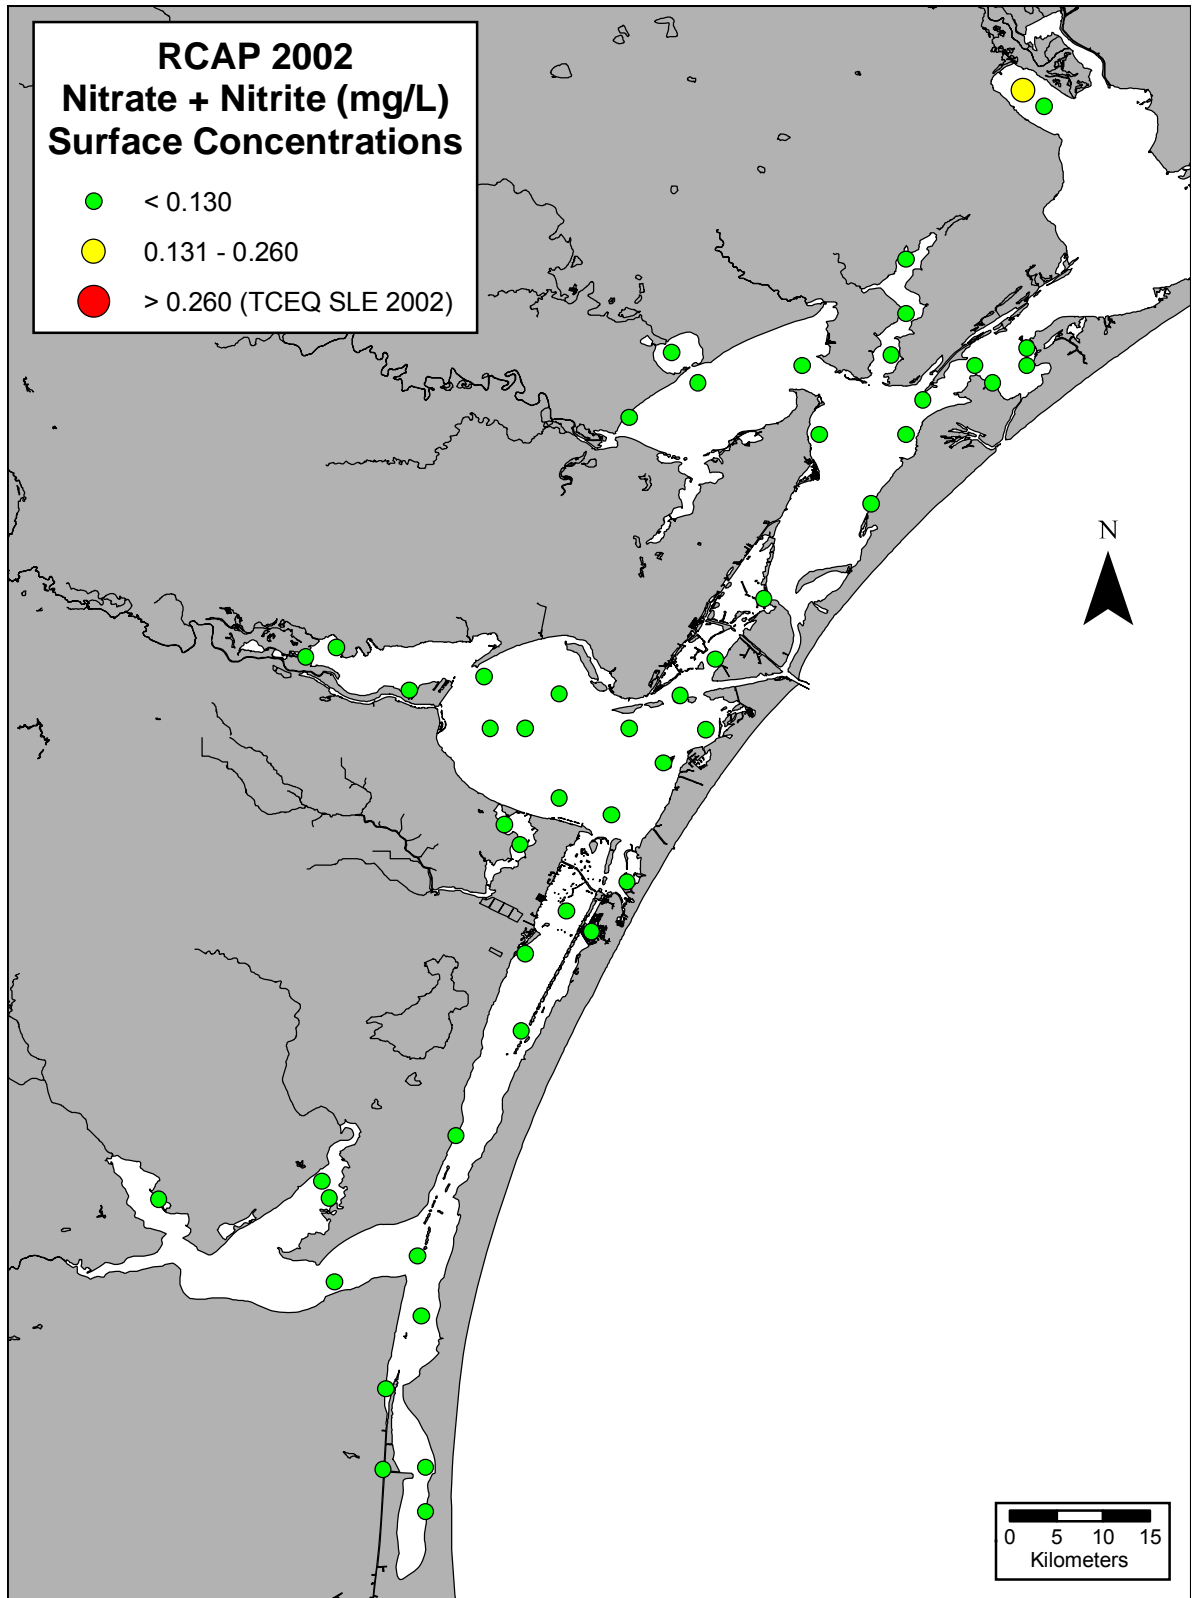 RCAP 2002
Nitrate + Nitrite (mg/L)
Surface Concentrations
< 0.130
0.131 - 0.260
> 0.260 (TCEQ SLE 2002)
N
0 5 10 15
Kilometers